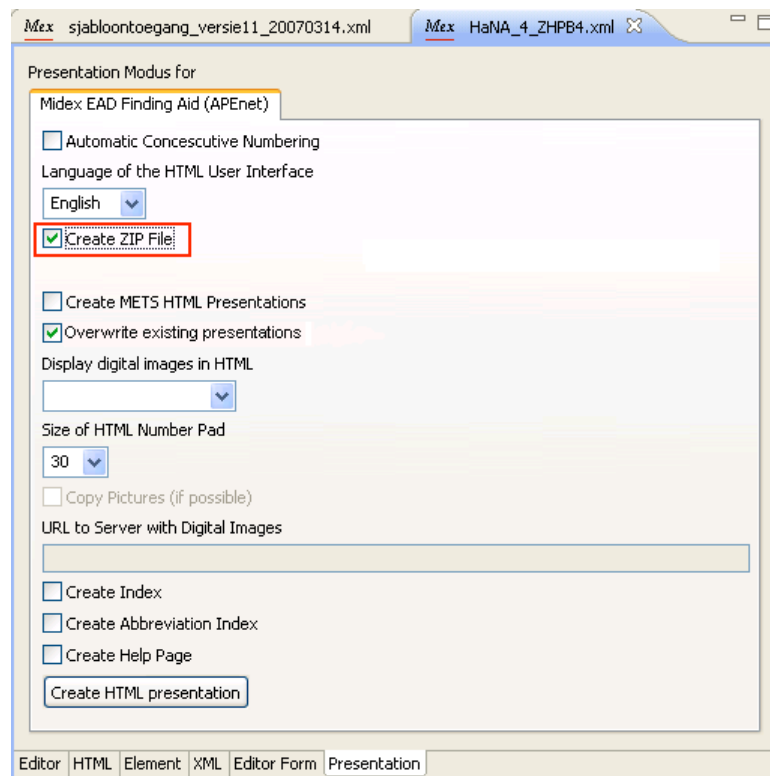 Mex sjabloontoegang_versie11_20070314.xml Mex HaNA_4_ZHPB4.xml
Presentation Modus for
Midex EAD Finding Aid (APEnet)
Automatic Concescutive Numbering
Language of the HTML User Interface
English
Create ZIP File
Create METS HTML Presentations
Overwrite existing presentations
Display digital images in HTML
Size of HTML Number Pad
30
Copy Pictures (if possible)
URL to Server with Digital Images
Create Index
Create Abbreviation Index
Create Help Page
Create HTML presentation
Editor HTML Element XML Editor Form Presentation